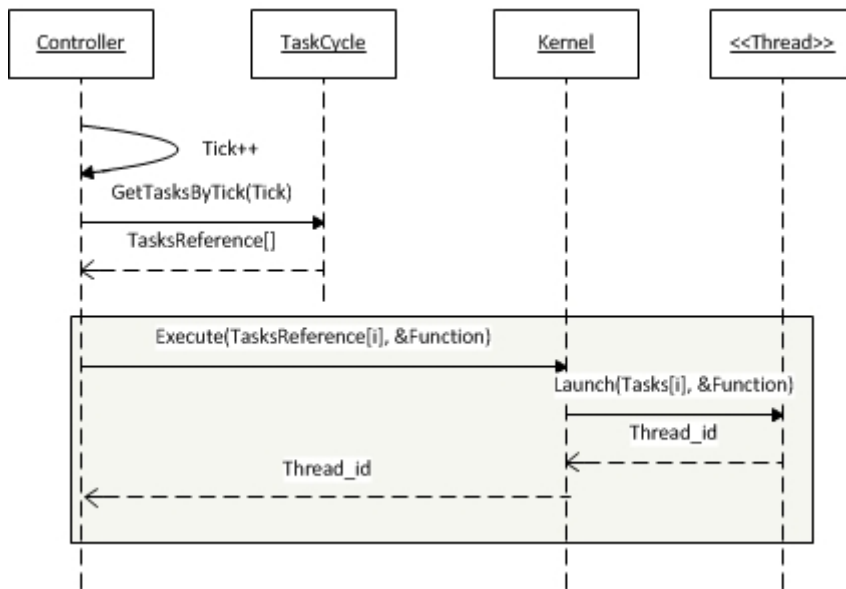 Controller
TaskCycle
Kernel
<<Thread>>
Tick++
GetTasksByTick(Tick)
TasksReference[]
Execute(TasksReference[i], &Function)
Launch(Tasks[i], &Function)
Thread_id
Thread_id